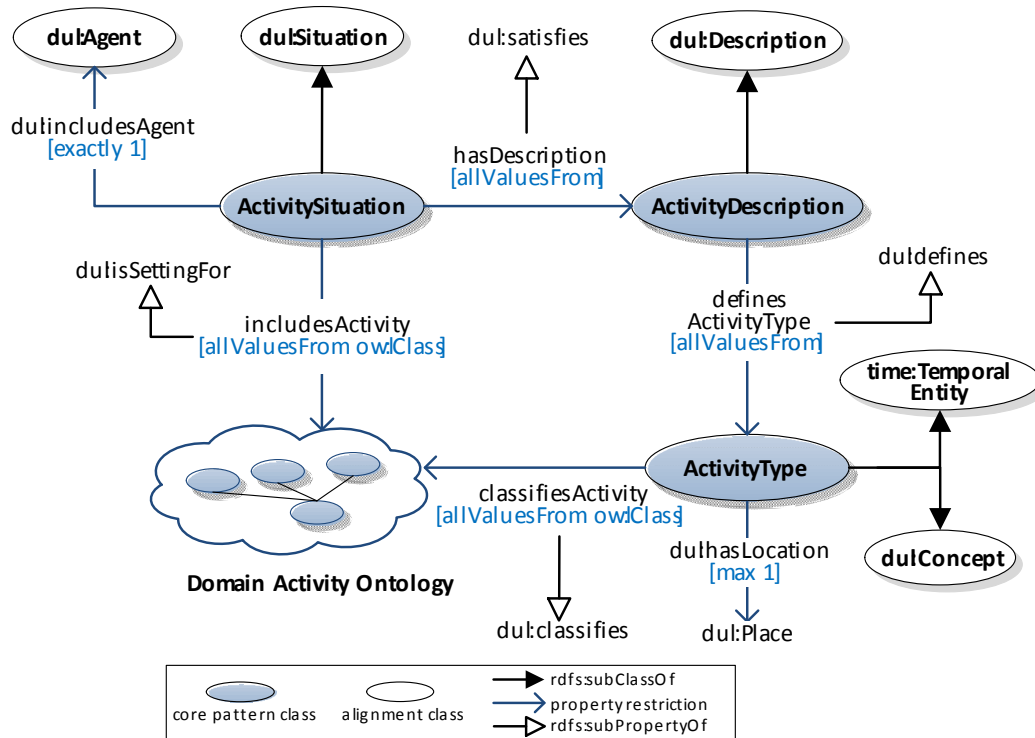 dul:Agent
dul:Situation
dul:satisfies
dul:Description
dul:includesAgent
[exactly 1]
hasDescription
[allValuesFrom]
ActivitySituation
ActivityDescription
dul:isSettingFor
dul:defines
includesActivity
[allValuesFrom owl:Class]
defines
ActivityType
[allValuesFrom]
time:Temporal
Entity
ActivityType
classifiesActivity
[allValuesFrom owl:Class]
dul:hasLocation
[max 1]
dul:Concept
Domain Activity Ontology
dul:classifies
dul:Place
core pattern class
alignment class
rdfs:subClassOf
property restriction
rdfs:subPropertyOf